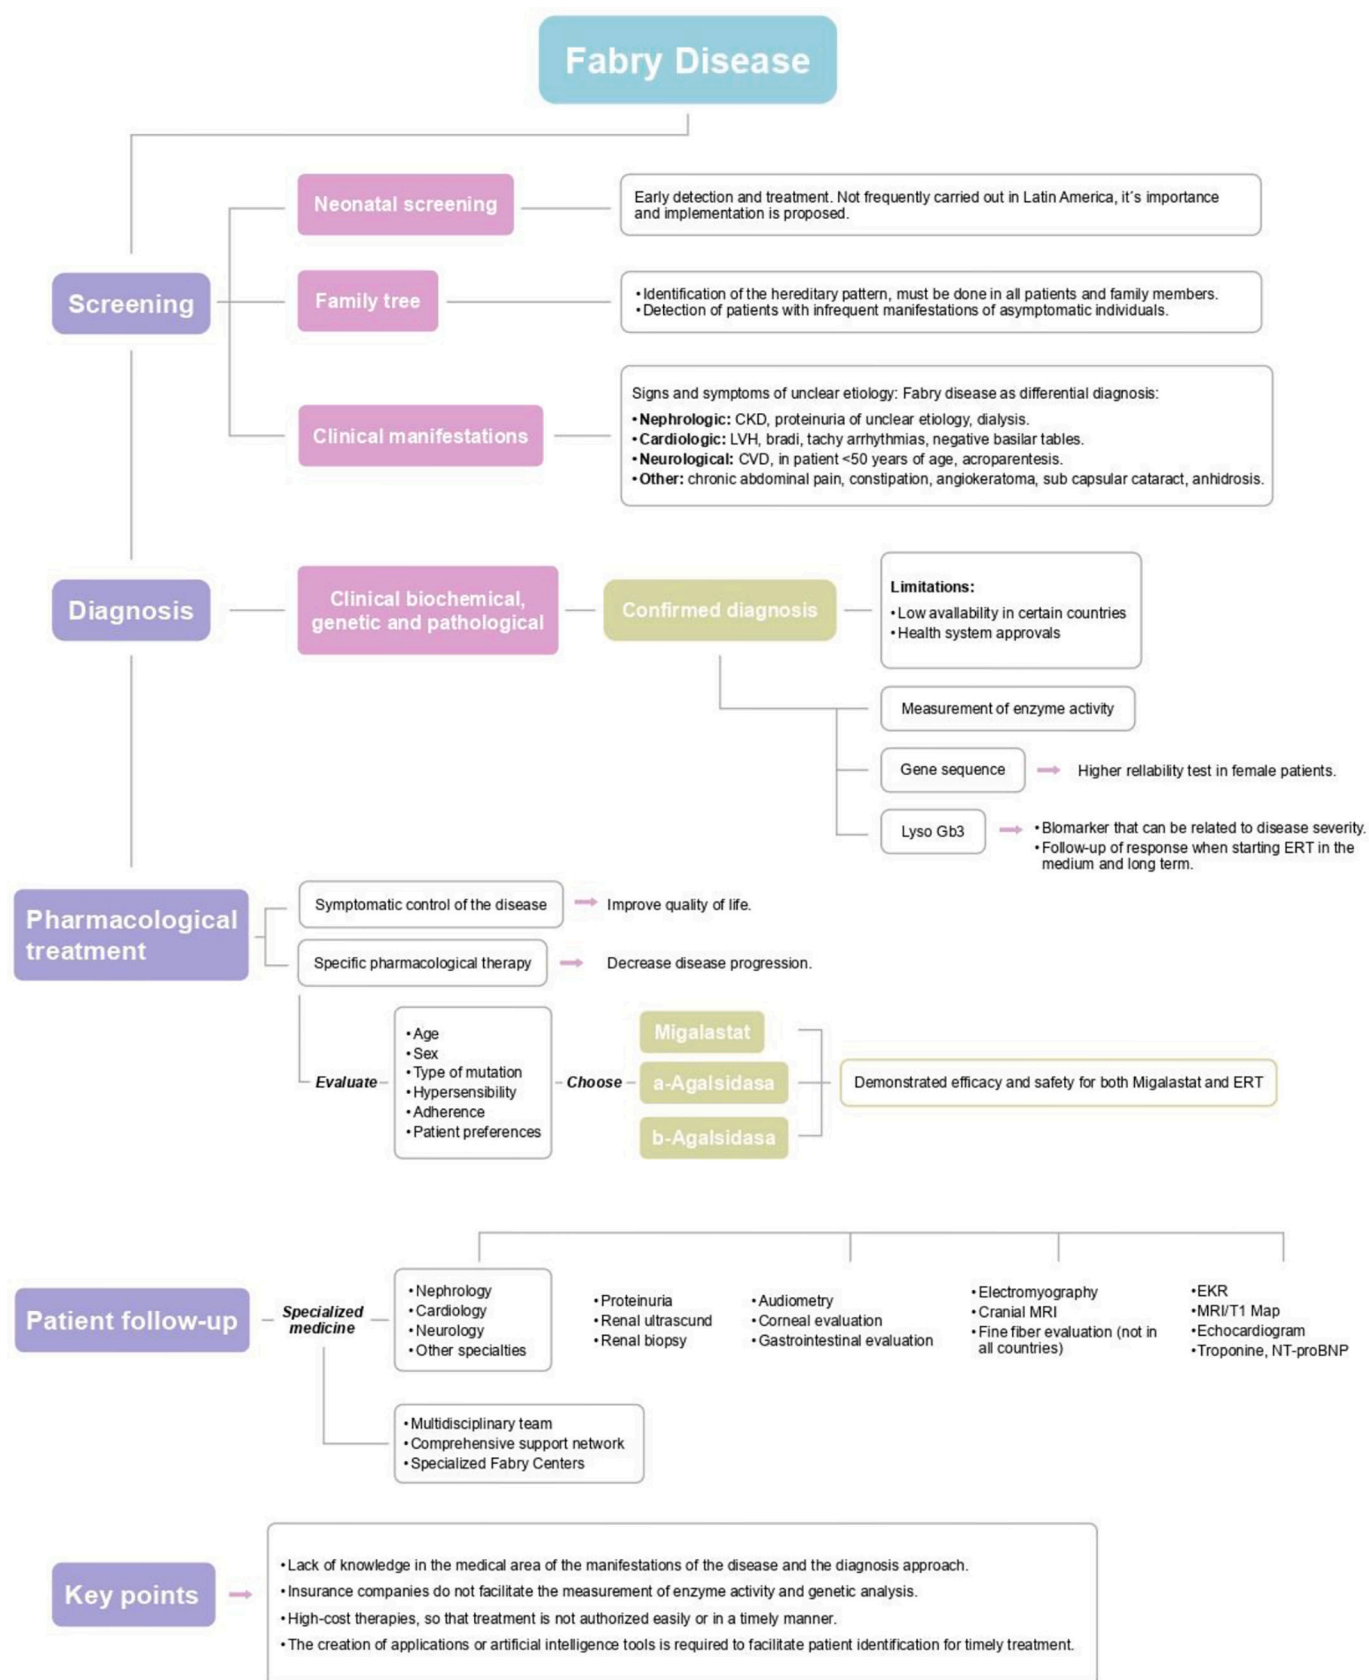 Fabry Disease
Neonatal screening
Early detection and treatment. Not frequently carried out in Latin America, it´s importance
and implementation is proposed.
Screening
Family tree
• Identification of the hereditary pattern, must be done in all patients and family members.
• Detection of patients with infrequent manifestations of asymptomatic individuals.
Clinical manifestations
Signs and symptoms of unclear etiology: Fabry disease as differential diagnosis:
• Nephrologic: CKD, proteinuria of unclear etiology, dialysis.
• Cardiologic: LVH, bradi, tachy arrhythmias, negative basilar tables.
• Neurological: CVD, in patient <50 years of age, acroparentesis.
• Other: chronic abdominal pain, constipation, angiokeratoma, sub capsular cataract, anhidrosis.
Diagnosis
Clinical biochemical,
genetic and pathological
Confirmed diagnosis
Limitations:
• Low avallability in certain countries
• Health system approvals
Measurement of enzyme activity
Gene sequence
Higher rellability test in female patients.
Lyso Gb3
• Blomarker that can be related to disease severity.
• Follow-up of response when starting ERT in the
medium and long term.
Pharmacological
treatment
Symptomatic control of the disease
Improve quality of life.
Specific pharmacological therapy
Decrease disease progression.
Evaluate
• Age
• Sex
• Type of mutation
• Hypersensibility
• Adherence
• Patient preferences
Choose
Migalastat
a-Agalsidasa
b-Agalsidasa
Demonstrated efficacy and safety for both Migalastat and ERT
Patient follow-up
Specialized
medicine
• Nephrology
• Cardiology
• Neurology
• Other specialties
• Proteinuria
• Renal ultrascund
• Renal biopsy
• Audiometry
• Corneal evaluation
• Gastrointestinal evaluation
• Electromyography
• Cranial MRI
• Fine fiber evaluation (not in
all countries)
• EKR
• MRI/T1 Map
• Echocardiogram
• Troponine, NT-proBNP
• Multidisciplinary team
• Comprehensive support network
• Specialized Fabry Centers
Key points
• Lack of knowledge in the medical area of the manifestations of the disease and the diagnosis approach.
• Insurance companies do not facilitate the measurement of enzyme activity and genetic analysis.
• High-cost therapies, so that treatment is not authorized easily or in a timely manner.
• The creation of applications or artificial intelligence tools is required to facilitate patient identification for timely treatment.